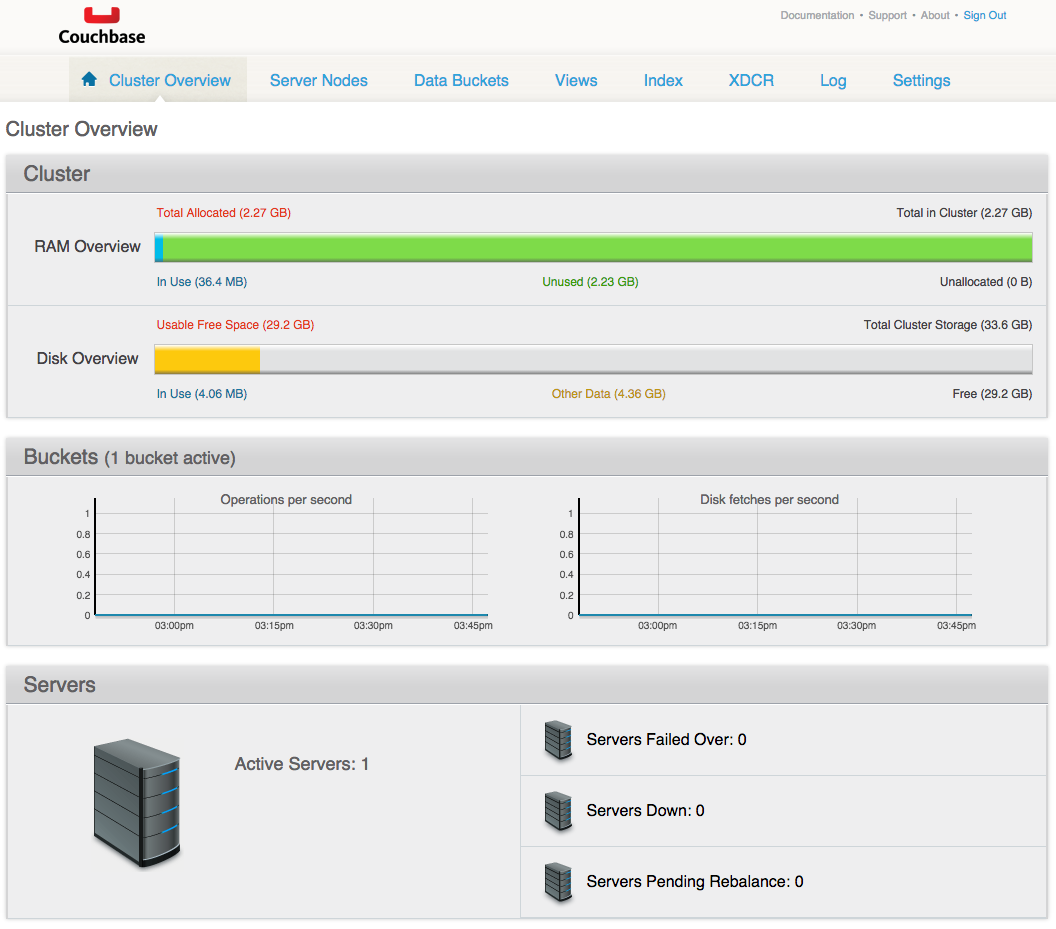 Couchbase
Documentation • Support • About • Sign Out
Cluster Overview Server Nodes Data Buckets Views Index XDCR Log Settings
Cluster Overview
Cluster
Total Allocated (2.27 GB) Total in Cluster (2.27 GB)
RAM Overview
In Use (36.4 MB) Unused (2.23 GB) Unallocated (0 B)
Usable Free Space (29.2 GB) Total Cluster Storage (33.6 GB)
Disk Overview
In Use (4.06 MB) Other Data (4.36 GB) Free (29.2 GB)
Buckets (1 bucket active)
Operations per second
1
0.8
0.6
0.4
0.2
0
03:00pm 03:15pm 03:30pm 03:45pm
Disk fetches per second
1
0.8
0.6
0.4
0.2
0
03:00pm 03:15pm 03:30pm 03:45pm
Servers
Active Servers: 1
Servers Failed Over: 0
Servers Down: 0
Servers Pending Rebalance: 0